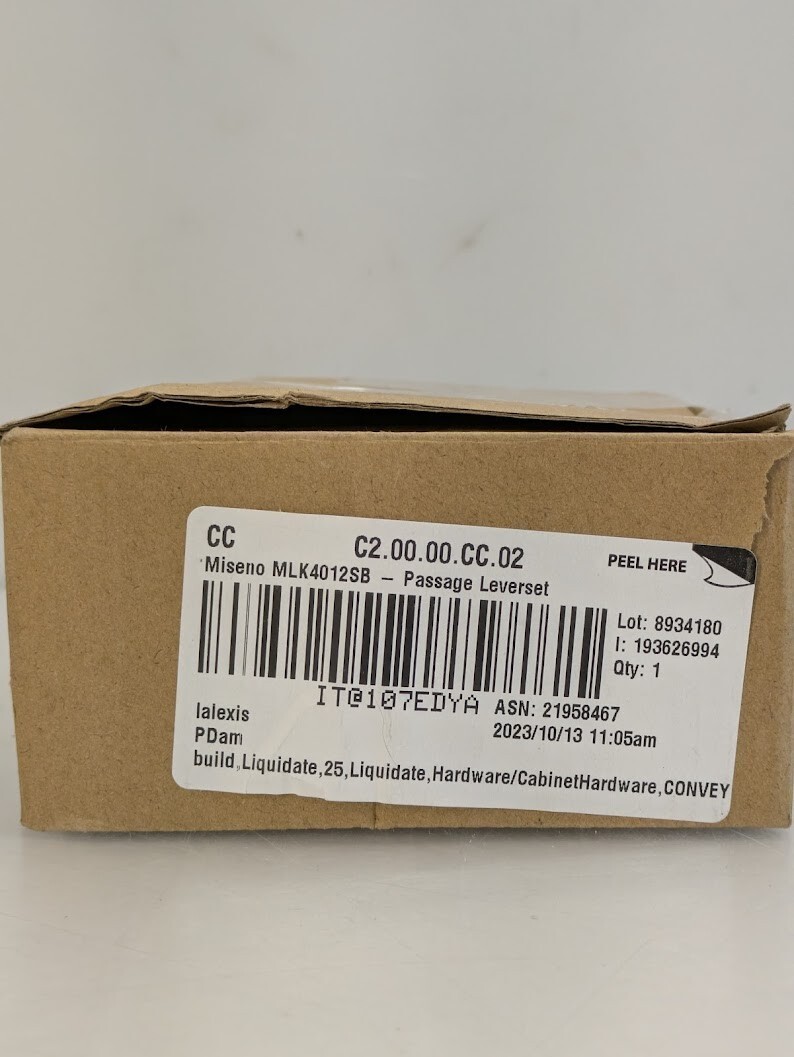 CC
C2.00.00.CC.02
PEEL HERE
Miseno MLK4012SB – Passage Leverset
Lot: 8934180
I: 193626994
Qty: 1
IT@107EDYA
ASN: 21958467
lalexis
2023/10/13 11:05am
PDam
build,Liquidate,25,Liquidate,Hardware/CabinetHardware,CONVEY